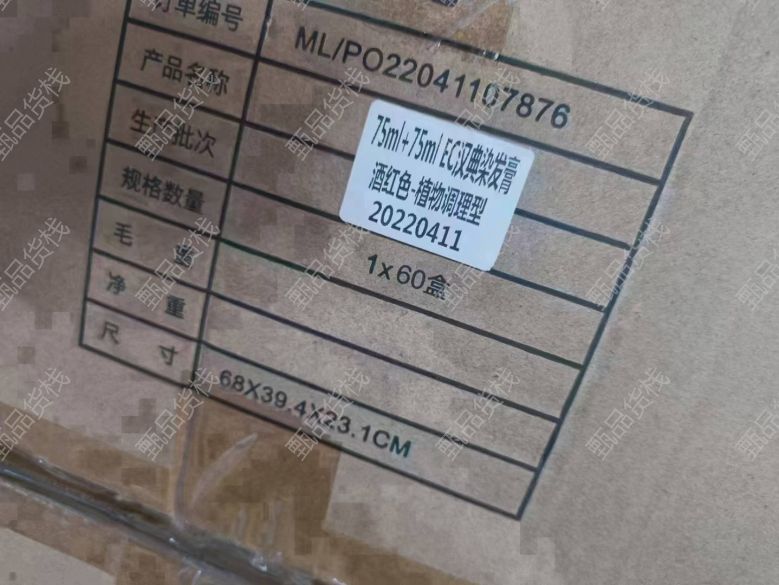 订单编号 ML/PO22041107876
产品名称 75ml+75ml EC汉典染发膏
酒红色-植物调理型
生产批次 20220411
规格数量 1x60盒
毛 重
净 重
尺 寸 68X39.4X23.1CM
甄品货栈